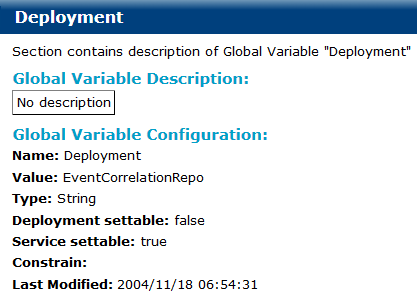 Deployment
Section contains description of Global Variable "Deployment"
Global Variable Description:
No description
Global Variable Configuration:
Name: Deployment
Value: EventCorrelationRepo
Type: String
Deployment settable: false
Service settable: true
Constrain:
Last Modified: 2004/11/18 06:54:31